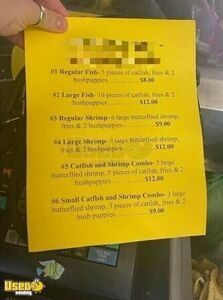 #1 Regular Fish- 5 pieces of catfish, fries & 2
hushpuppies..................$8.00
#2 Large Fish- 10 pieces of catfish, fries & 2
hushpuppies..................$12.00
#3 Regular Shrimp- 6 large butterflied shrimp,
fries & 2 hushpuppies..................$9.00
#4 Large Shrimp- 9 large butterflied shrimp,
fries & 2 hushpuppies..................$12.00
#5 Catfish and Shrimp Combo- 5 large
butterflied shrimp, 5 pieces of catfish, fries & 2
hushpuppies..................$12.00
#6 Small Catfish and Shrimp Combo- 3 large
butterflied shrimp, 3 pieces of catfish, fries & 2
hush puppies..................$9.00